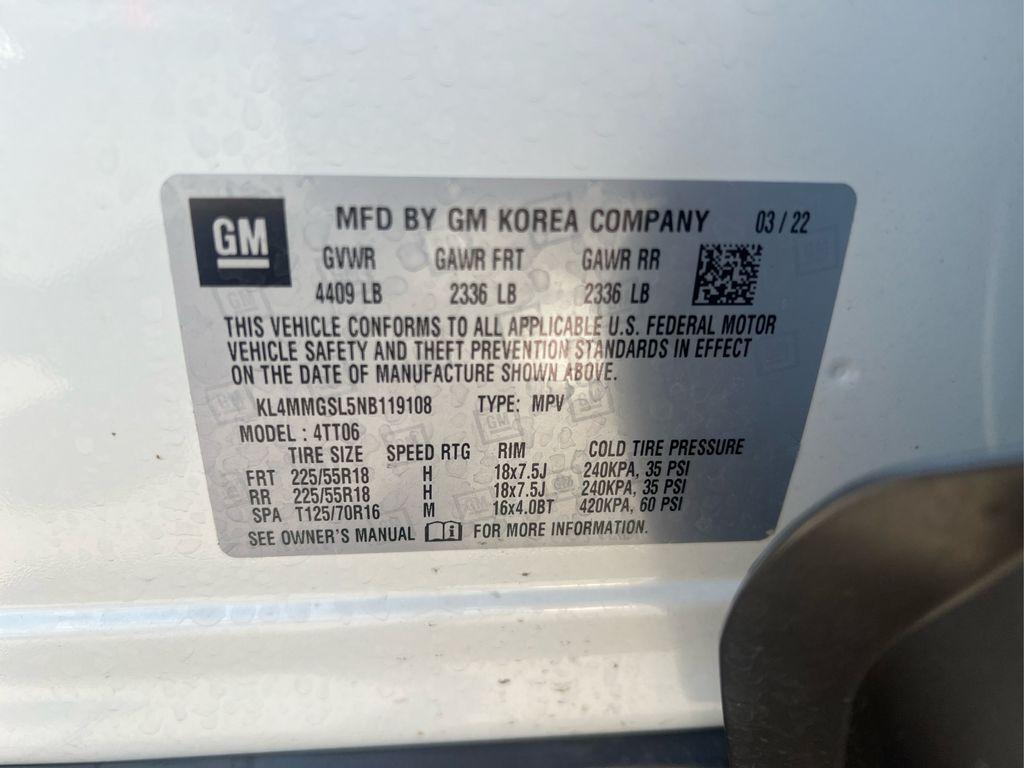 GM MFD BY GM KOREA COMPANY 03 / 22
GVWR GAWR FRT GAWR RR
4409 LB 2336 LB 2336 LB
THIS VEHICLE CONFORMS TO ALL APPLICABLE U.S. FEDERAL MOTOR
VEHICLE SAFETY AND THEFT PREVENTION STANDARDS IN EFFECT
ON THE DATE OF MANUFACTURE SHOWN ABOVE.
KL4MMGSL5NB119108 TYPE: MPV
MODEL : 4TT06
TIRE SIZE SPEED RTG RIM COLD TIRE PRESSURE
FRT 225/55R18 H 18x7.5J 240KPA, 35 PSI
RR 225/55R18 H 18x7.5J 240KPA, 35 PSI
SPA T125/70R16 M 16x4.0BT 420KPA, 60 PSI
SEE OWNER'S MANUAL FOR MORE INFORMATION.